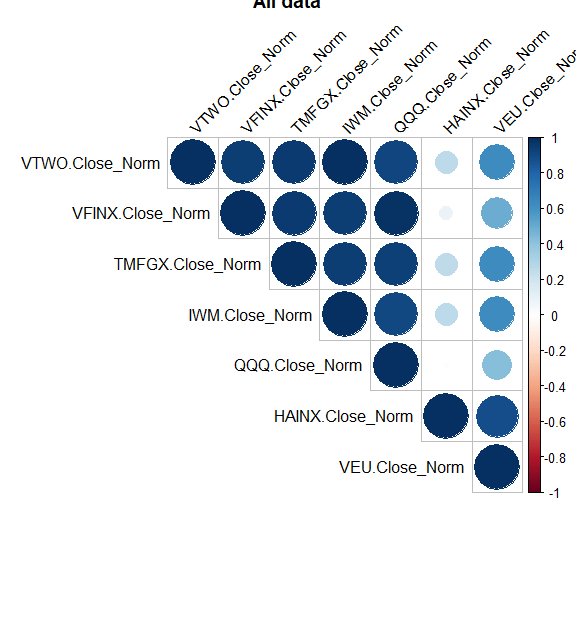 All data
VTWO.Close_Norm
VFINX.Close_Norm
TMFGX.Close_Norm
IWM.Close_Norm
QQQ.Close_Norm
HAINX.Close_Norm
VEU.Close_No
VTWO.Close_Norm
VFINX.Close_Norm
TMFGX.Close_Norm
IWM.Close_Norm
QQQ.Close_Norm
HAINX.Close_Norm
VEU.Close_Norm
1
0.8
0.6
0.4
0.2
0
-0.2
-0.4
-0.6
-0.8
-1